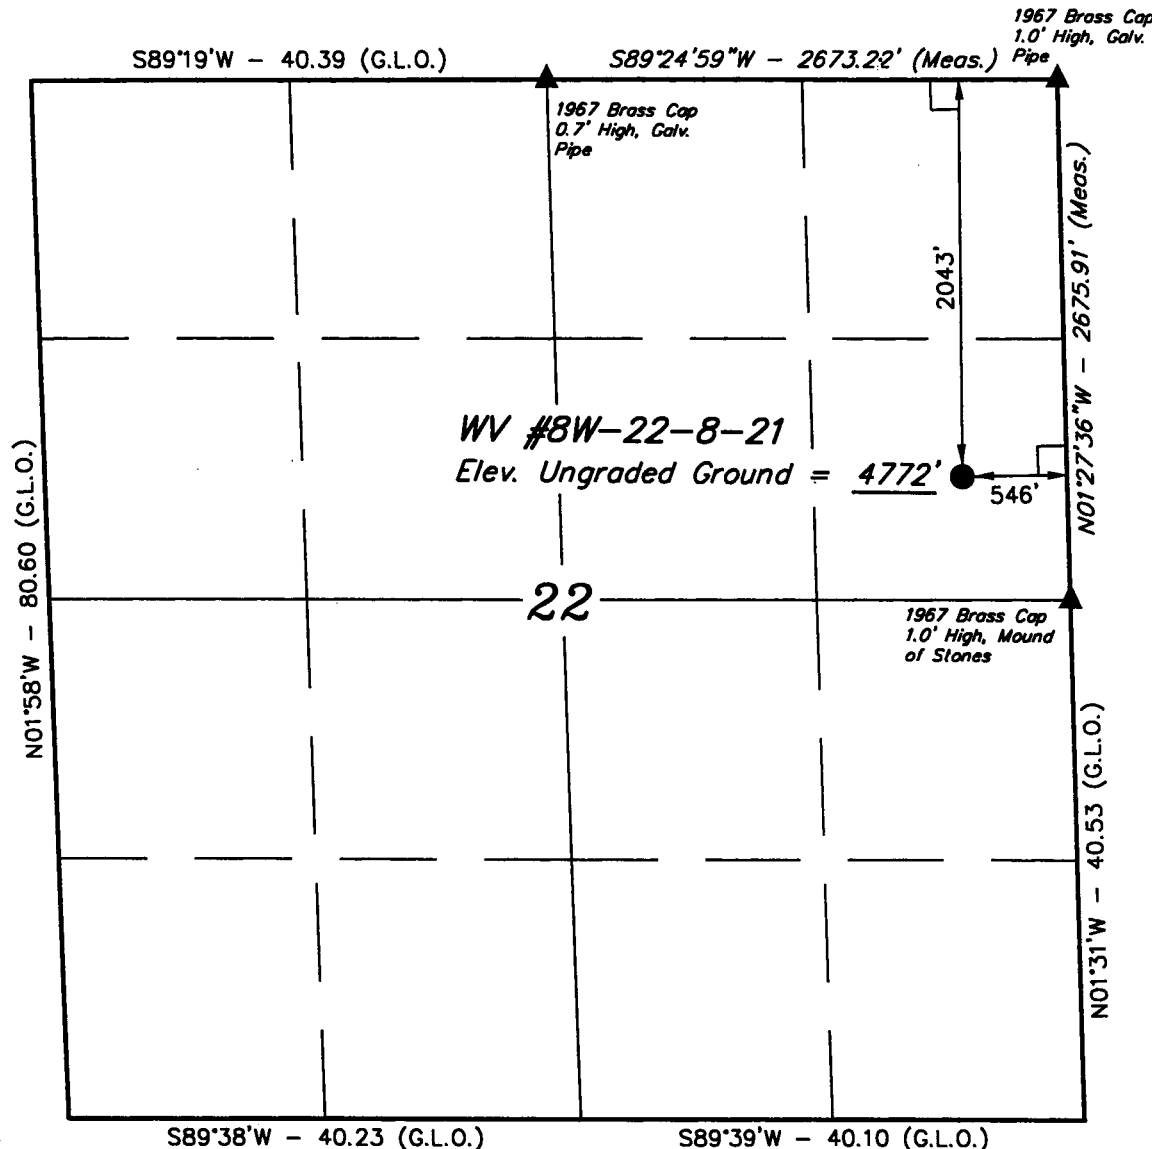 1967 Brass Cap
1.0' High, Galv.
Pipe
S89°19'W - 40.39 (G.L.O.)
S89°24'59"W - 2673.22' (Meas.)
1967 Brass Cap
0.7' High, Galv.
Pipe
N01°27'36"W - 2675.91' (Meas.)
2043'
WV #8W-22-8-21
Elev. Ungraded Ground = 4772'
546'
N01°58'W - 80.60 (G.L.O.)
22
1967 Brass Cap
1.0' High, Mound
of Stones
N01°31'W - 40.53 (G.L.O.)
S89°38'W - 40.23 (G.L.O.)
S89°39'W - 40.10 (G.L.O.)